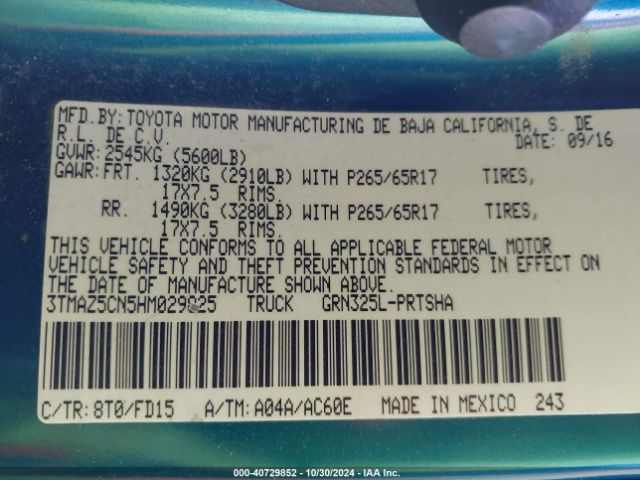 MFD.BY:TOYOTA MOTOR MANUFACTURING DE BAJA CALIFORNIA, S. DE
R.L. DE C.V. DATE: 09/16
GVWR:2545KG (5600LB)
GAWR:FRT. 1320KG (2910LB) WITH P265/65R17 TIRES,
17X7.5 RIMS.
RR. 1490KG (3280LB) WITH P265/65R17 TIRES,
17X7.5 RIMS.
THIS VEHICLE CONFORMS TO ALL APPLICABLE FEDERAL MOTOR
VEHICLE SAFETY AND THEFT PREVENTION STANDARDS IN EFFECT ON
THE DATE OF MANUFACTURE SHOWN ABOVE.
3TMAZ5CN5HM029825 TRUCK GRN325L-PRTSHA
C/TR:8T0/FD15 A/TM:A04A/AC60E MADE IN MEXICO 243
000-40729852 | 10/30/2024 | IAA Inc.